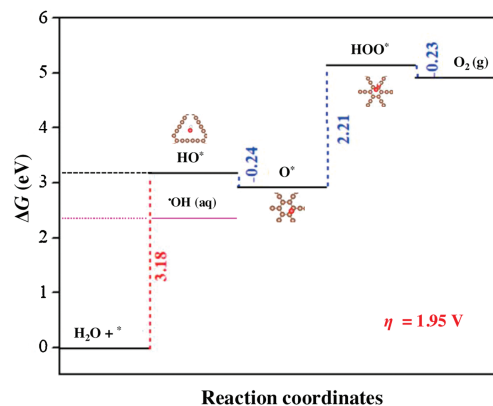 6
5
4
3
2
1
0
ΔG (eV)
H₂O + *
3.18
HO*
•OH (aq)
-0.24
O*
2.21
HOO*
-0.23
O₂ (g)
η = 1.95 V
Reaction coordinates